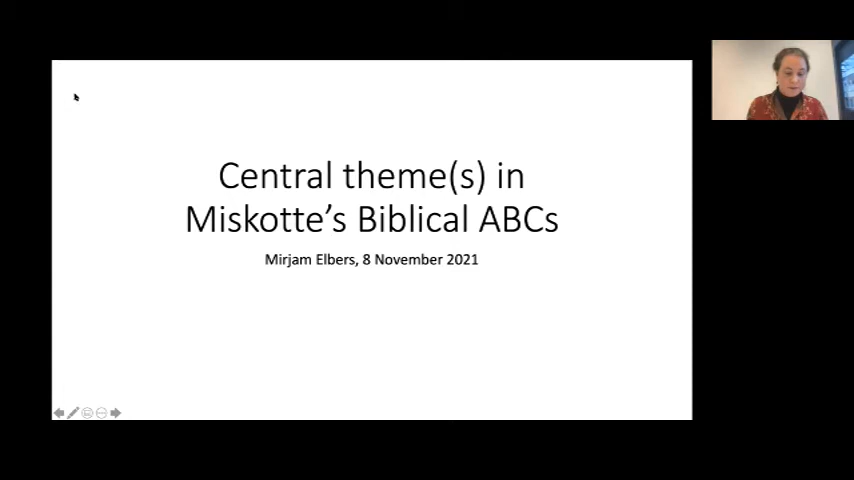 Central theme(s) in
Miskotte’s Biblical ABCs
Mirjam Elbers, 8 November 2021